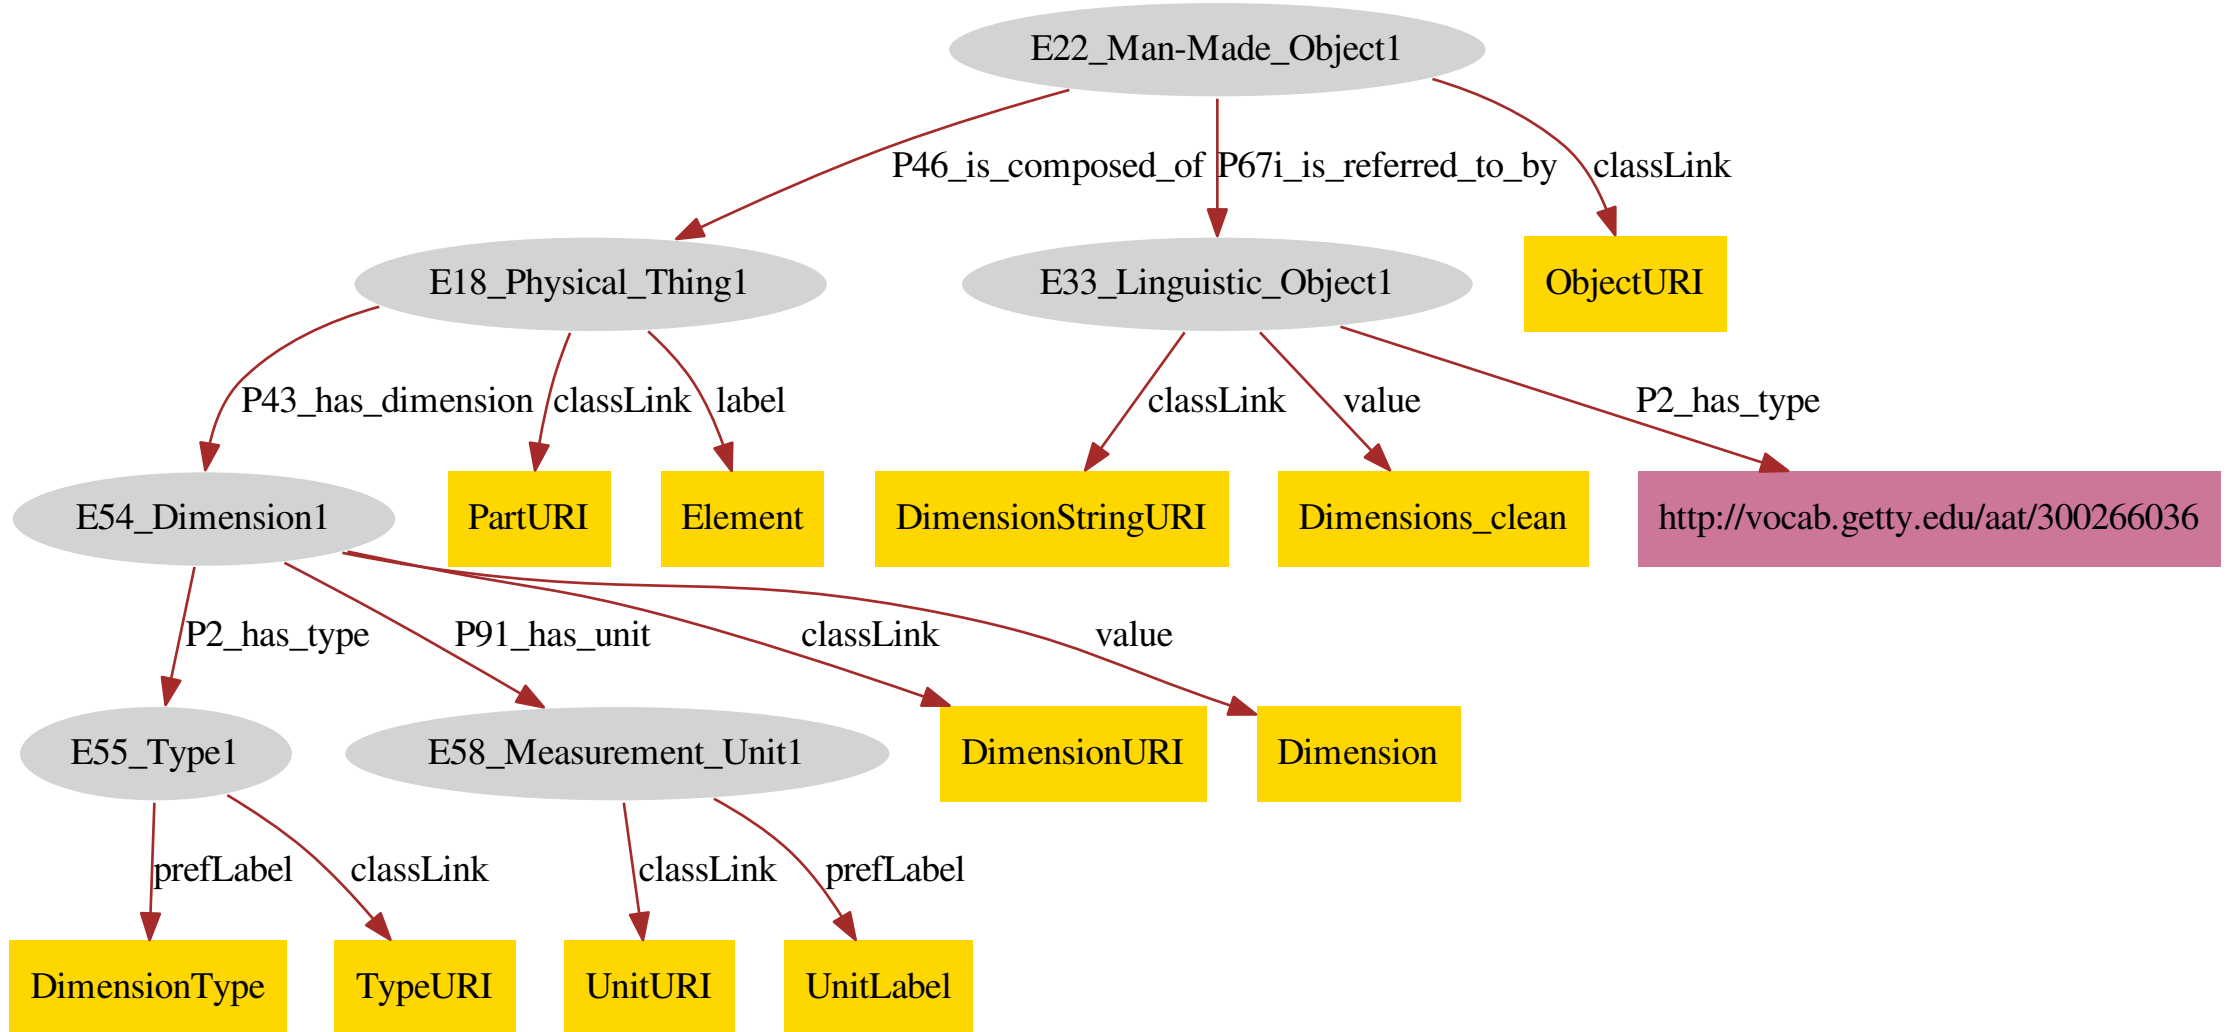 E22_Man-Made_Object1
P46_is_composed_of
P67i_is_referred_to_by
classLink
E18_Physical_Thing1
E33_Linguistic_Object1
ObjectURI
P43_has_dimension
classLink
label
classLink
value
P2_has_type
E54_Dimension1
PartURI
Element
DimensionStringURI
Dimensions_clean
http://vocab.getty.edu/aat/300266036
P2_has_type
P91_has_unit
classLink
value
E55_Type1
E58_Measurement_Unit1
DimensionURI
Dimension
prefLabel
classLink
classLink
prefLabel
DimensionType
TypeURI
UnitURI
UnitLabel